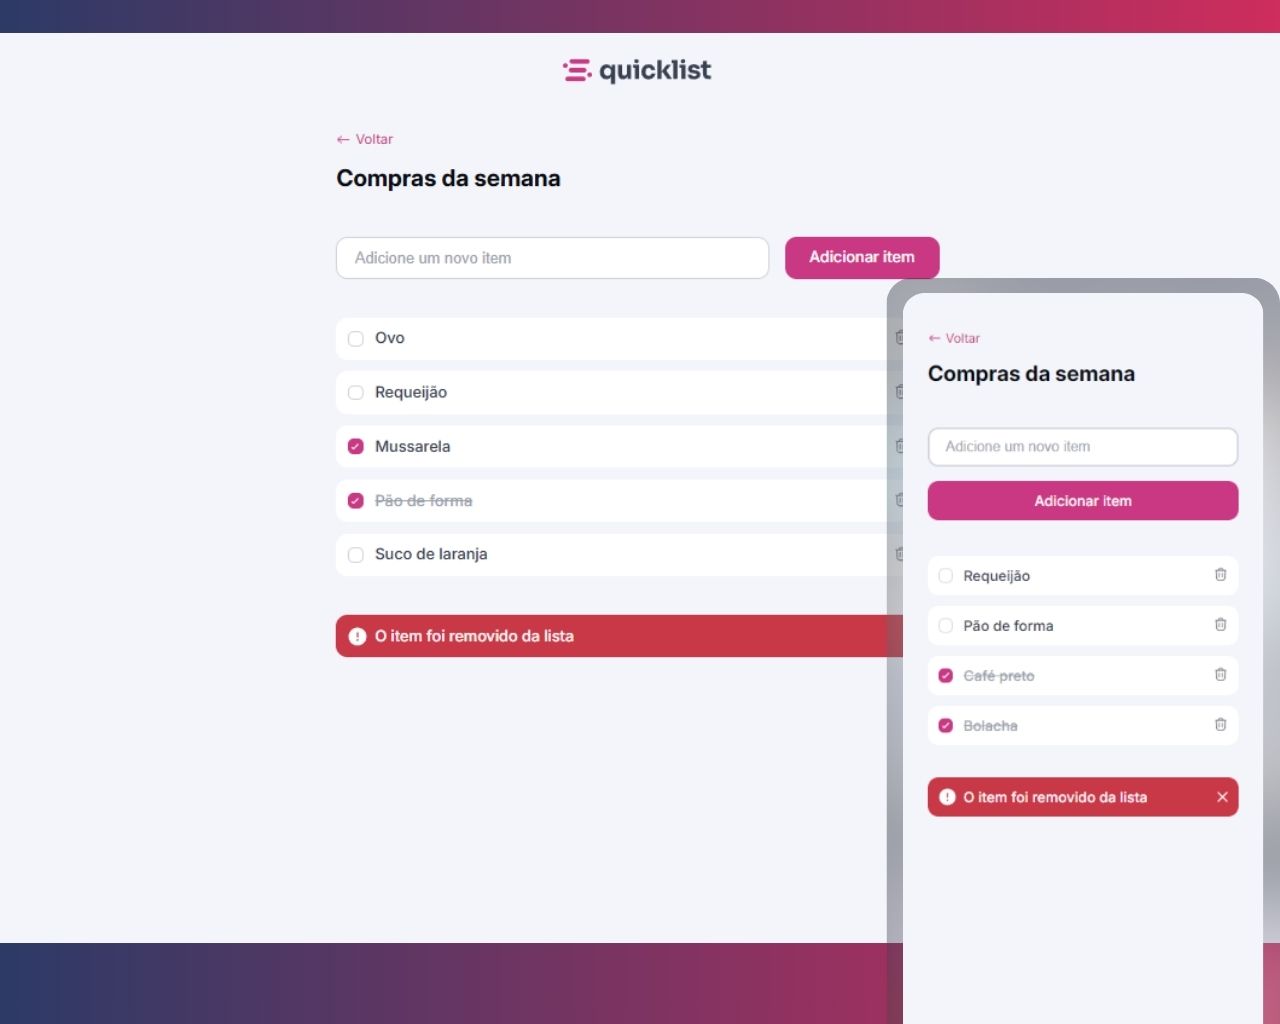 quicklist
← Voltar
Compras da semana
Adicione um novo item
Adicionar item
Ovo
Requeijão
Mussarela
Pão de forma
Suco de laranja
O item foi removido da lista
← Voltar
Compras da semana
Adicione um novo item
Adicionar item
Requeijão
Pão de forma
Café preto
Bolacha
O item foi removido da lista